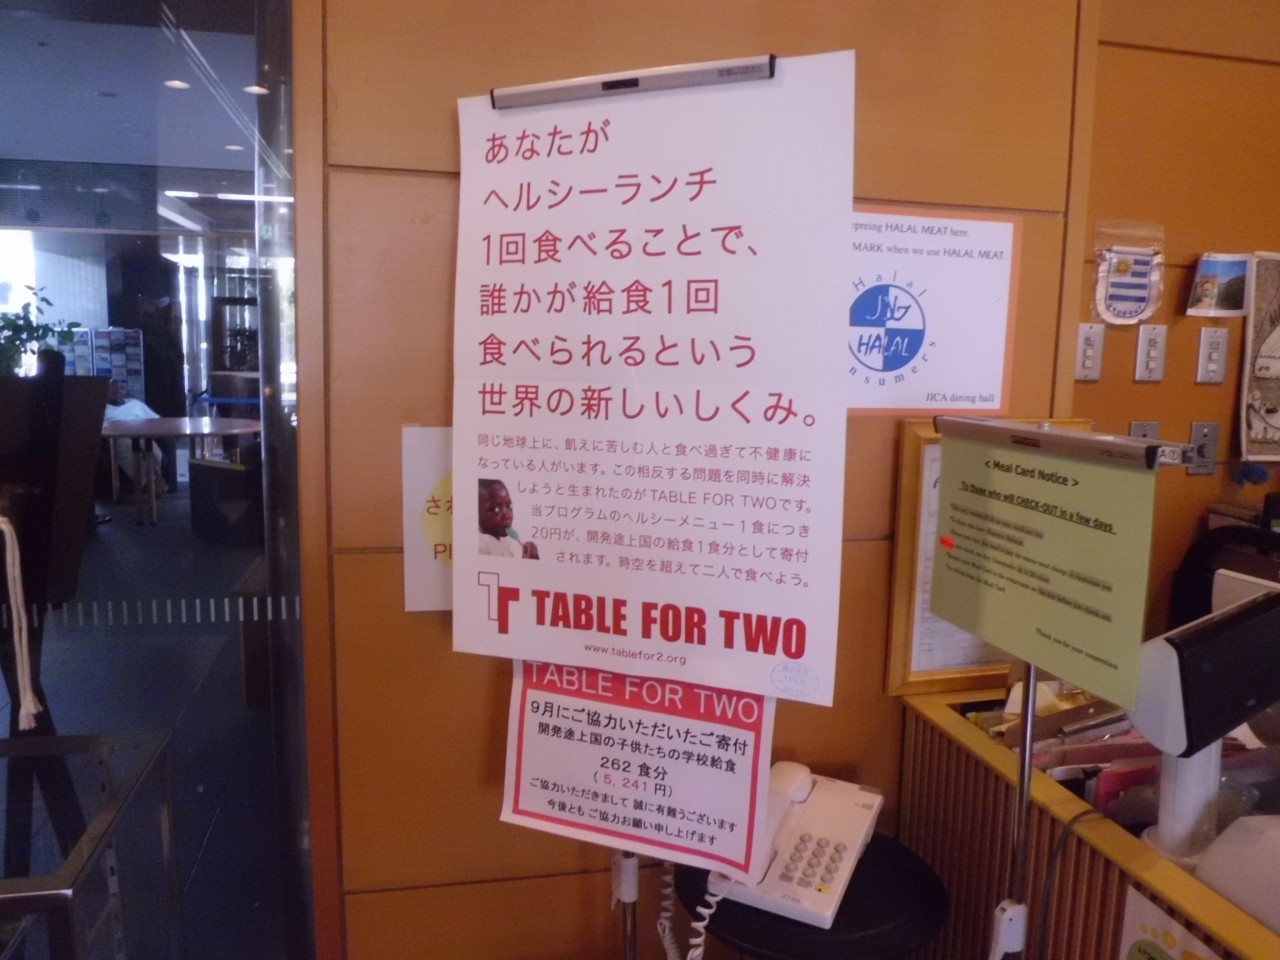 あなたが
ヘルシーランチ
1回食べることで、
誰かが給食1回
食べられるという
世界の新しいしくみ。
同じ地球上に、飢えに苦しむ人と食べ過ぎて不健康に
なっている人がいます。この相反する問題を同時に解決
しようと生まれたのがTABLE FOR TWOです。
当プログラムのヘルシーメニュー1食につき
20円が、開発途上国の給食1食分として寄付
されます。時空を超えて二人で食べよう。
TABLE FOR TWO
www.tablefor2.org
TABLE FOR TWO
9月にご協力いただいたご寄付
開発途上国の子供たちの学校給食
262 食分
(5,241 円)
ご協力いただきまして 誠に有難うございます
今後とも ご協力お願い申し上げます
HALAL MEAT here.
MARK when we use HALAL MEAT.
Halal
HALAL
nsumers
JICA dining hall
< Meal Card Notice >
To those who will CHECK-OUT in a few days
Thank you for your cooperation